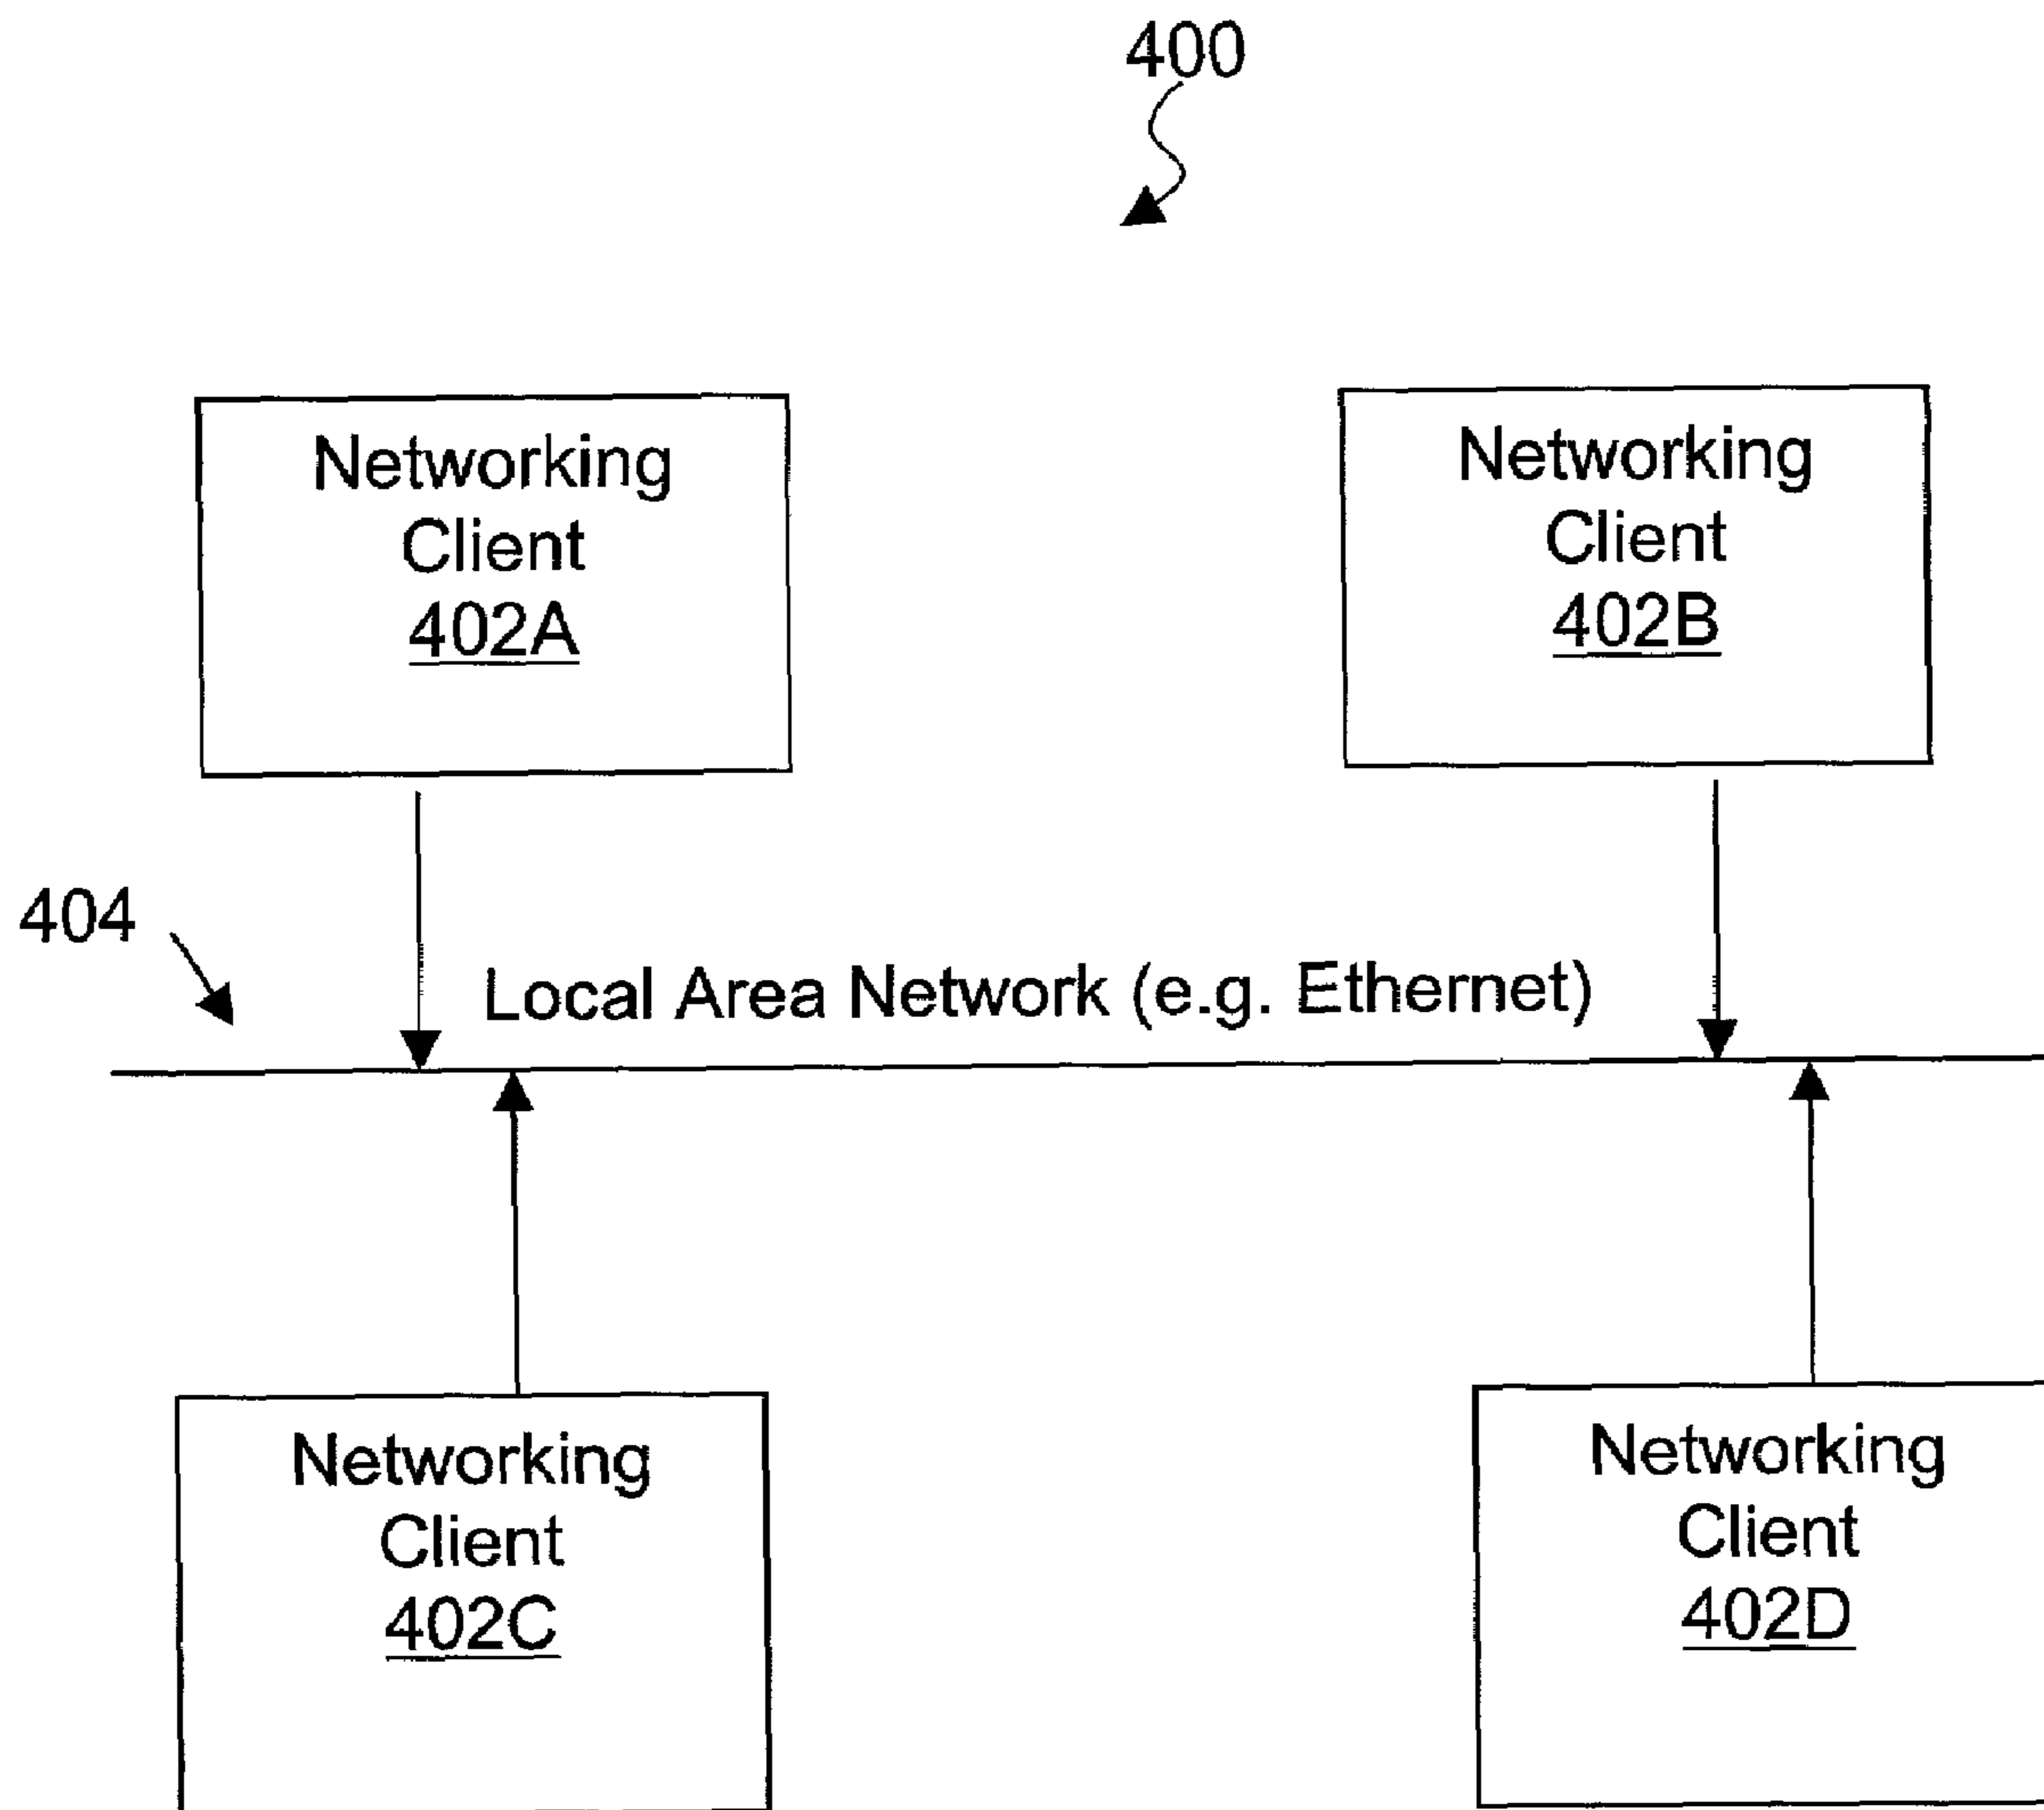 400
Networking
Client
402A
Networking
Client
402B
404
Local Area Network (e.g. Ethernet)
Networking
Client
402C
Networking
Client
402D